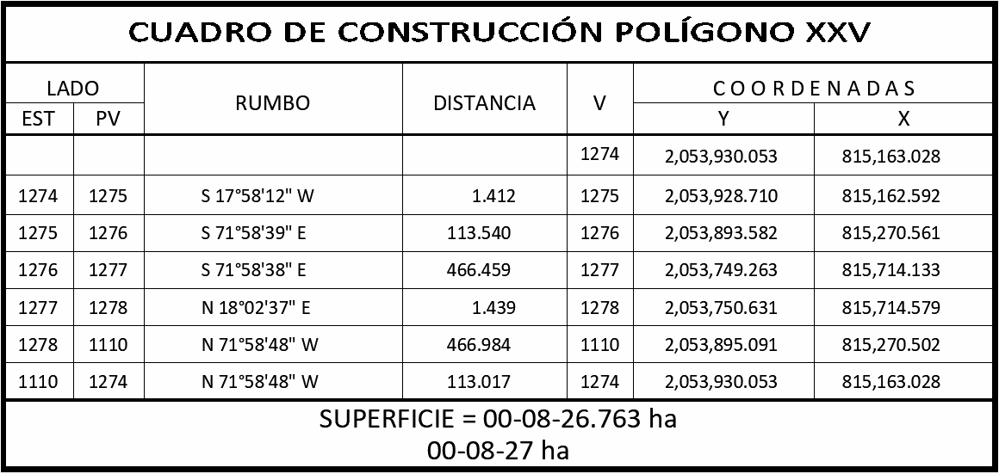 CUADRO DE CONSTRUCCIÓN POLÍGONO XXV
LADO RUMBO DISTANCIA V C O O R D E N A D A S
EST PV Y X
1274 2,053,930.053 815,163.028
1274 1275 S 17°58'12" W 1.412 1275 2,053,928.710 815,162.592
1275 1276 S 71°58'39" E 113.540 1276 2,053,893.582 815,270.561
1276 1277 S 71°58'38" E 466.459 1277 2,053,749.263 815,714.133
1277 1278 N 18°02'37" E 1.439 1278 2,053,750.631 815,714.579
1278 1110 N 71°58'48" W 466.984 1110 2,053,895.091 815,270.502
1110 1274 N 71°58'48" W 113.017 1274 2,053,930.053 815,163.028
SUPERFICIE = 00-08-26.763 ha
00-08-27 ha